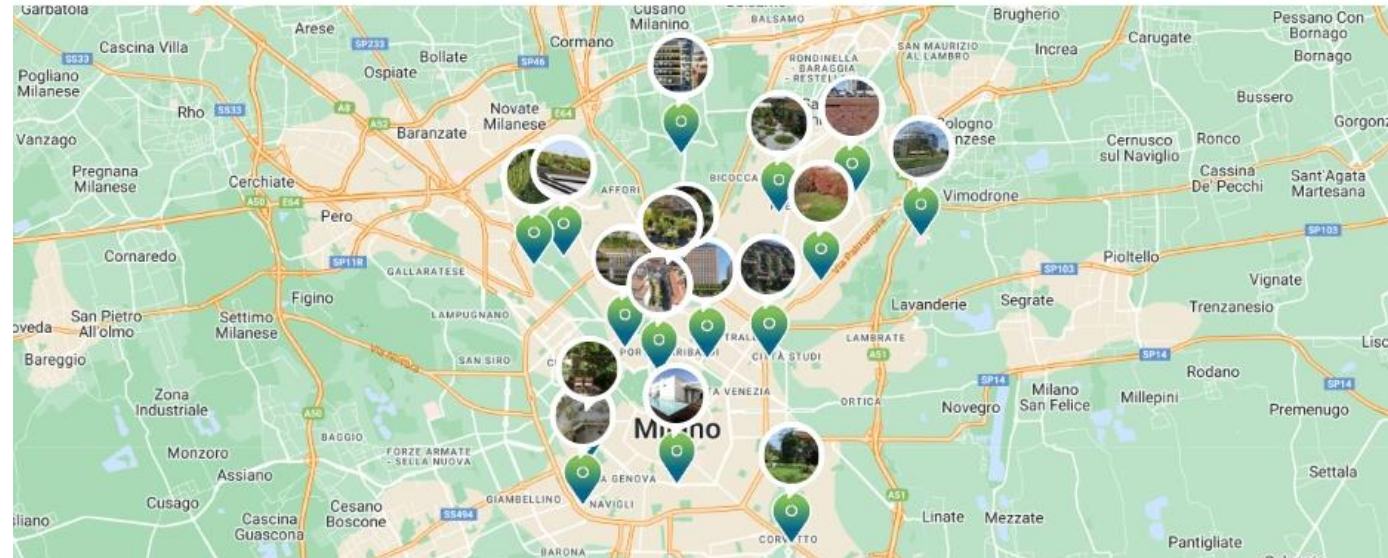 Garbatola
Arese
Cusano
Milanino
BALSAMO
Brugherio
Pessano Con
Bornago
Cascina Villa
SP233
Cormano
SAN MAURIZIO
AL LAMBRO
Increa
Carugate
SS33
Bollate
SP46
RONDINELLA
- BARAGGIA
Bornago
Pogliano
Milanese
Ospiate
Rho
SS33
A8
Novate
Milanese
E64
Bussero
Vanzago
A52
Baranzate
Cernusco
sul Naviglio
Ronco
Pregnana
Milanese
Cerchiate
AFFORI
BICOCCA
Vimodrone
Cassina
De' Pecchi
Sant'Agata
Martesana
A50
E64
Pero
Via Palmanova
SP103
Cornaredo
SP11R
GALLARATESE
Pioltello
SP103
Figino
Vignate
San Pietro
All'olmo
Settimo
Milanese
LAMPUGNANO
Lavanderie
Segrate
Trenzanesio
Bareggio
SAN SIRO
CITTÀ STUDI
LAMBRATE
A51
SP14
Rodano
Zona
Industriale
A50
ORTICA
SP14
Novegro
Milano
San Felice
Millepini
SP14
Premenugo
BAGGIO
Milano
Monzoro
FORZE ARMATE
- SELLA NUOVA
Assiano
Settala
Cusago
Cesano
Boscone
GIAMBELLINO
NAVIGLI
A51
Cascina
Guascona
SS494
Linate
Mezzate
BARONA
CORVETTO
Pantigliate